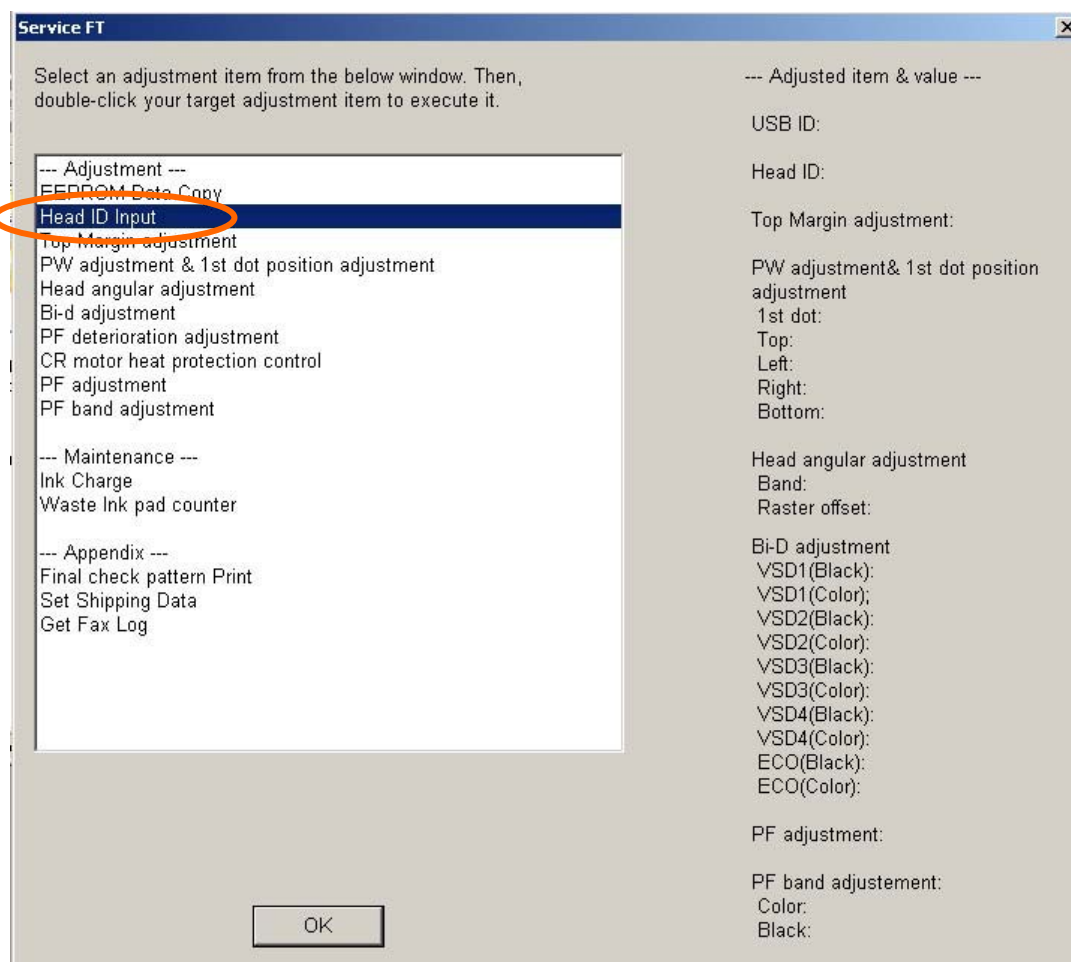 Service FT
Select an adjustment item from the below window. Then,
double-click your target adjustment item to execute it.
--- Adjustment ---
EEPROM Data Copy
Head ID Input
Top Margin adjustment
PW adjustment & 1st dot position adjustment
Head angular adjustment
Bi-d adjustment
PF deterioration adjustment
CR motor heat protection control
PF adjustment
PF band adjustment
--- Maintenance ---
Ink Charge
Waste Ink pad counter
--- Appendix ---
Final check pattern Print
Set Shipping Data
Get Fax Log
OK
--- Adjusted item & value ---
USB ID:
Head ID:
Top Margin adjustment:
PW adjustment& 1st dot position
adjustment
1st dot:
Top:
Left:
Right:
Bottom:
Head angular adjustment
Band:
Raster offset:
Bi-D adjustment
VSD1(Black):
VSD1(Color);
VSD2(Black):
VSD2(Color):
VSD3(Black):
VSD3(Color):
VSD4(Black):
VSD4(Color):
ECO(Black):
ECO(Color):
PF adjustment:
PF band adjustement:
Color:
Black: